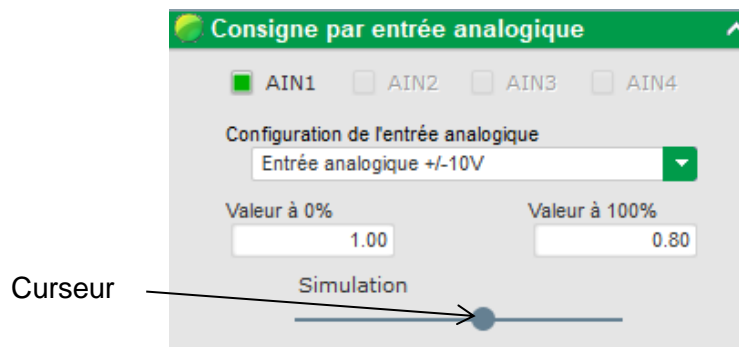 Consigne par entrée analogique
AIN1 AIN2 AIN3 AIN4
Configuration de l'entrée analogique
Entrée analogique +/-10V
Valeur à 0% Valeur à 100%
1.00 0.80
Simulation
Curseur